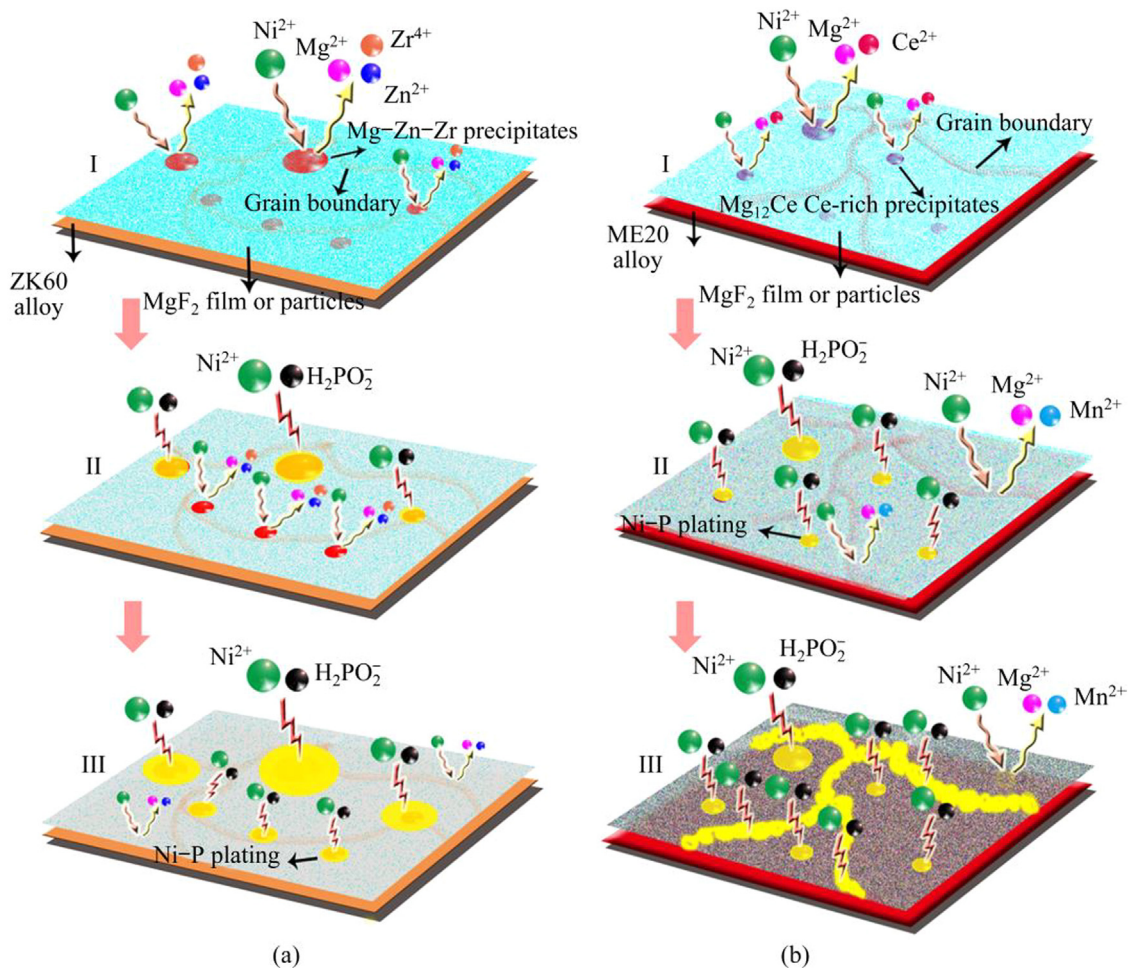 Ni²⁺
Mg²⁺
Zr⁴⁺
Zn²⁺
Mg−Zn−Zr precipitates
I
Grain boundary
ZK60
alloy
MgF₂ film or particles
Ni²⁺
H₂PO₂⁻
II
Ni²⁺
H₂PO₂⁻
III
Ni−P plating
(a)
Ni²⁺
Mg²⁺
Ce²⁺
Grain boundary
I
Mg₁₂Ce Ce-rich precipitates
ME20
alloy
MgF₂ film or particles
Ni²⁺
H₂PO₂⁻
Ni²⁺
Mg²⁺
Mn²⁺
II
Ni−P plating
Ni²⁺
H₂PO₂⁻
Ni²⁺
Mg²⁺
Mn²⁺
III
(b)